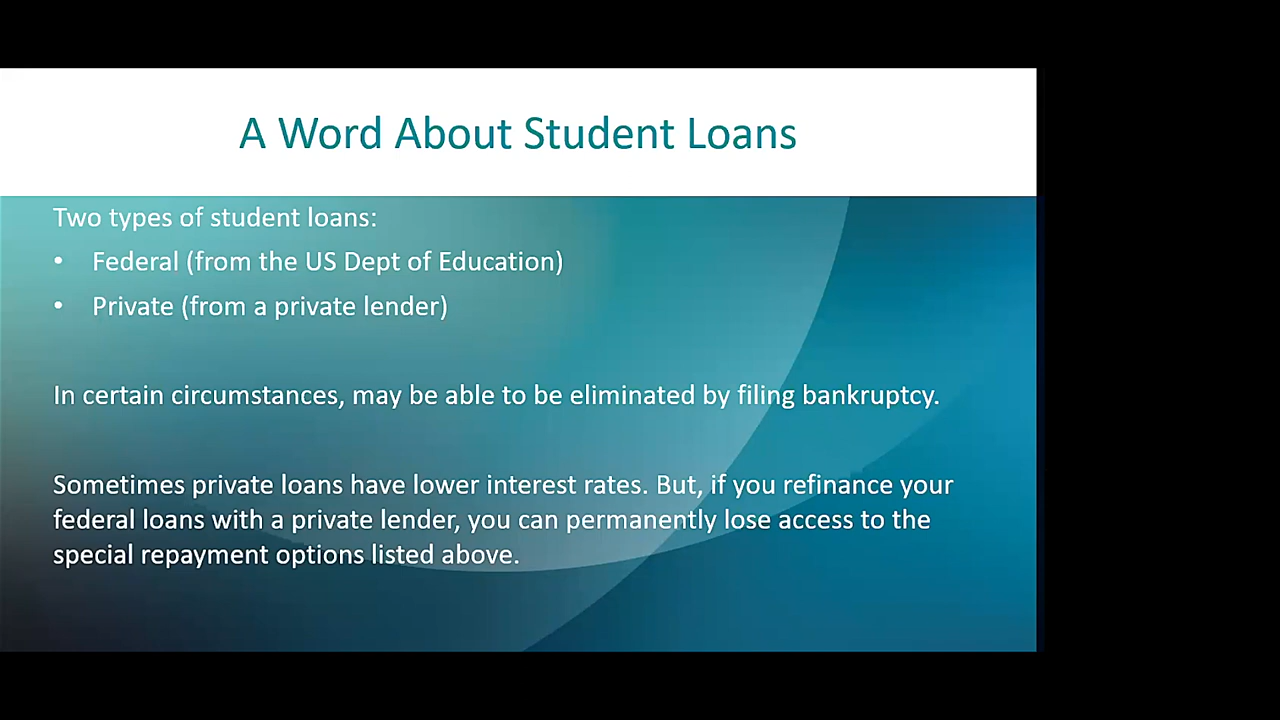 A Word About Student Loans
Two types of student loans:
• Federal (from the US Dept of Education)
• Private (from a private lender)
In certain circumstances, may be able to be eliminated by filing bankruptcy.
Sometimes private loans have lower interest rates. But, if you refinance your
federal loans with a private lender, you can permanently lose access to the
special repayment options listed above.